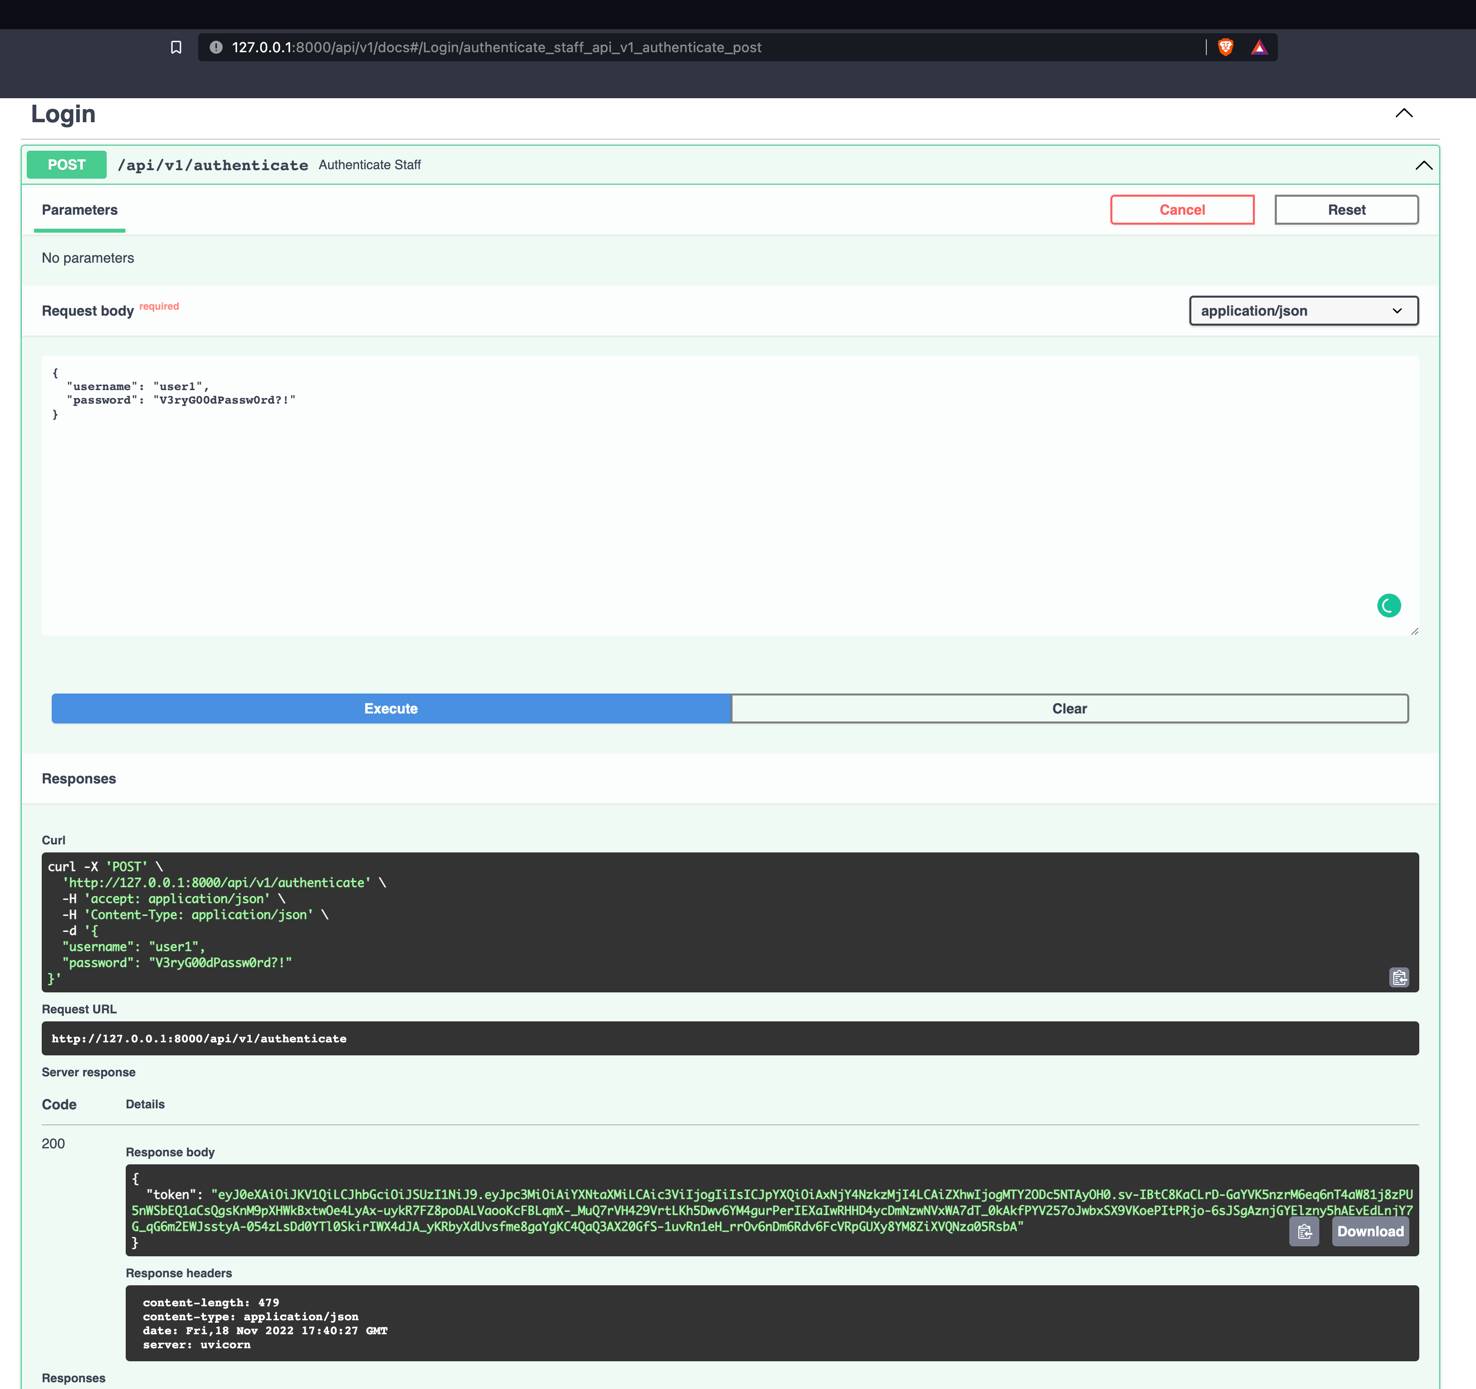 127.0.0.1:8000/api/v1/docs#/Login/authenticate_staff_api_v1_authenticate_post
Login
POST /api/v1/authenticate Authenticate Staff
Parameters
Cancel
Reset
No parameters
Request body required
application/json
{
"username": "user1",
"password": "V3ryG00dPassw0rd?!"
}
Execute
Clear
Responses
Curl
curl -X 'POST' \
'http://127.0.0.1:8000/api/v1/authenticate' \
-H 'accept: application/json' \
-H 'Content-Type: application/json' \
-d '{
"username": "user1",
"password": "V3ryG00dPassw0rd?!"
}'
Request URL
http://127.0.0.1:8000/api/v1/authenticate
Server response
Code Details
200
Response body
{
"token": "eyJ0eXAiOiJKV1QiLCJhbGciOiJSUzI1NiJ9.eyJpc3MiOiAiYXNtaXMiLCAic3ViIjogIiIsICJpYXQiOiAxNjY4NzkzMjI4LCAiZXhwIjogMTY2ODc5NTAyOH0.sv-IBtC8KaCLrD-GaYVK5nzrM6eq6nT4aW81j8zPU
5nWSbEQ1aCsQgsKnM9pXHWkBxtwOe4LyAx-uykR7FZ8poDALVaooKcFBLqmX-_MuQ7rVH429VrtLKh5Dwv6YM4gurPerIEXaIwRHHD4ycDmNzwNVxWA7dT_0kAkfPYV257oJwbxSX9VKoePItPRjo-6sJSgAznjGYElzny5hAEvEdLnjY7
G_qG6m2EWJsstyA-054zLsDd0YTl0SkirIWX4dJA_yKRbyXdUvsfme8gaYgKC4QaQ3AX20GfS-1uvRn1eH_rrOv6nDm6Rdv6FcVRpGUXy8YM8ZiXVQNza05RsbA"
}
Download
Response headers
content-length: 479
content-type: application/json
date: Fri,18 Nov 2022 17:40:27 GMT
server: uvicorn
Responses